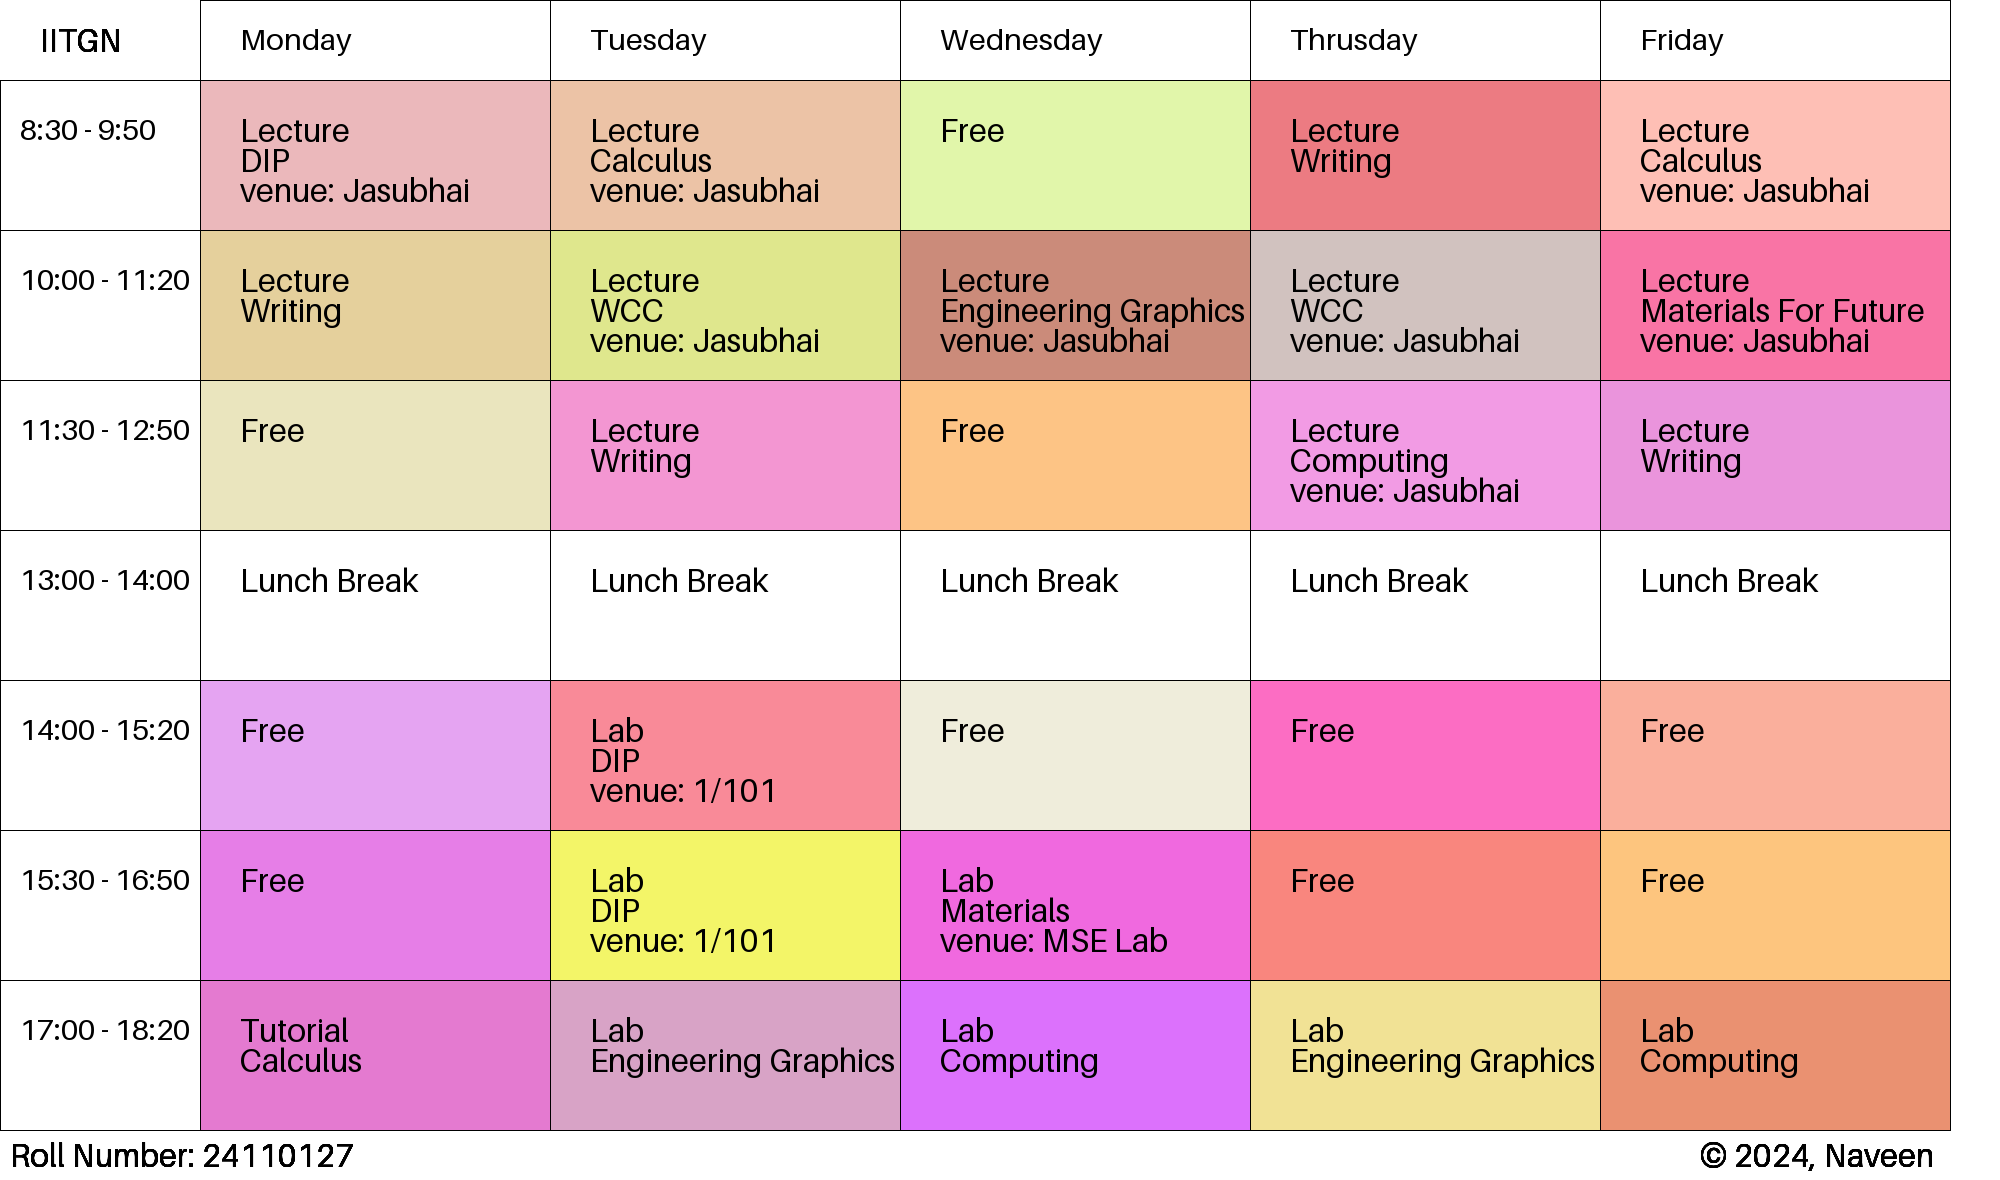 IITGN Monday Tuesday Wednesday Thrusday Friday
8:30 - 9:50
Lecture
DIP
venue: Jasubhai
Lecture
Calculus
venue: Jasubhai
Free
Lecture
Writing
Lecture
Calculus
venue: Jasubhai
10:00 - 11:20
Lecture
Writing
Lecture
WCC
venue: Jasubhai
Lecture
Engineering Graphics
venue: Jasubhai
Lecture
WCC
venue: Jasubhai
Lecture
Materials For Future
venue: Jasubhai
11:30 - 12:50
Free
Lecture
Writing
Free
Lecture
Computing
venue: Jasubhai
Lecture
Writing
13:00 - 14:00
Lunch Break
Lunch Break
Lunch Break
Lunch Break
Lunch Break
14:00 - 15:20
Free
Lab
DIP
venue: 1/101
Free
Free
Free
15:30 - 16:50
Free
Lab
DIP
venue: 1/101
Lab
Materials
venue: MSE Lab
Free
Free
17:00 - 18:20
Tutorial
Calculus
Lab
Engineering Graphics
Lab
Computing
Lab
Engineering Graphics
Lab
Computing
Roll Number: 24110127
© 2024, Naveen